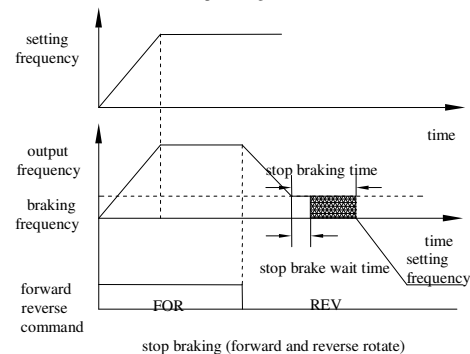 setting
frequency
time
output
frequency
stop braking time
braking
frequency
time
setting
frequency
stop brake wait time
forward
reverse
command
FOR
REV
stop braking (forward and reverse rotate)